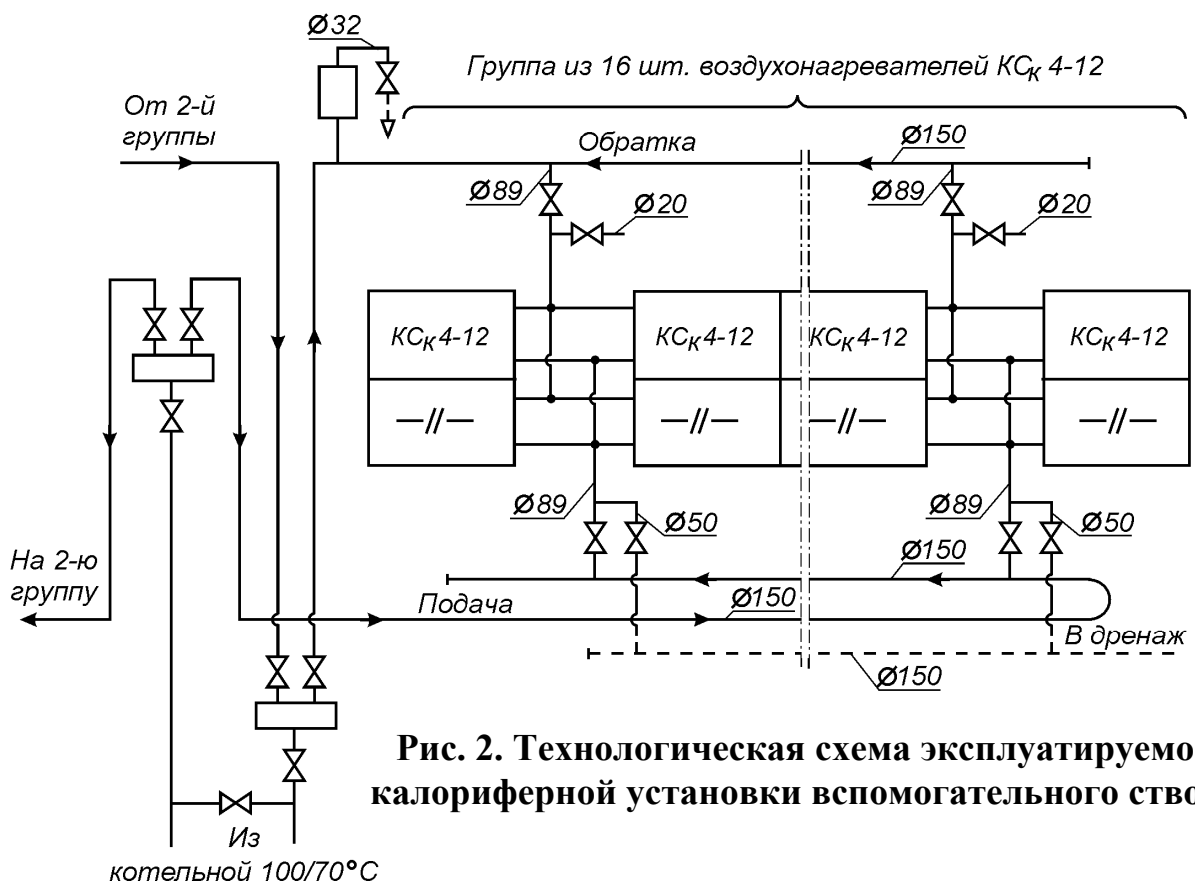 Ø32
Группа из 16 шт. воздухонагревателей КСк 4-12
От 2-й
группы
Обратка
Ø150
Ø89
Ø89
Ø20
Ø20
КСк 4-12
КСк 4-12
КСк 4-12
КСк 4-12
—//—
—//—
—//—
—//—
Ø89
Ø50
Ø89
Ø50
На 2-ю
группу
Ø150
Подача
Ø150
В дренаж
Ø150
Рис. 2. Технологическая схема эксплуатируемо
калориферной установки вспомогательного ство
Из
котельной 100/70°С